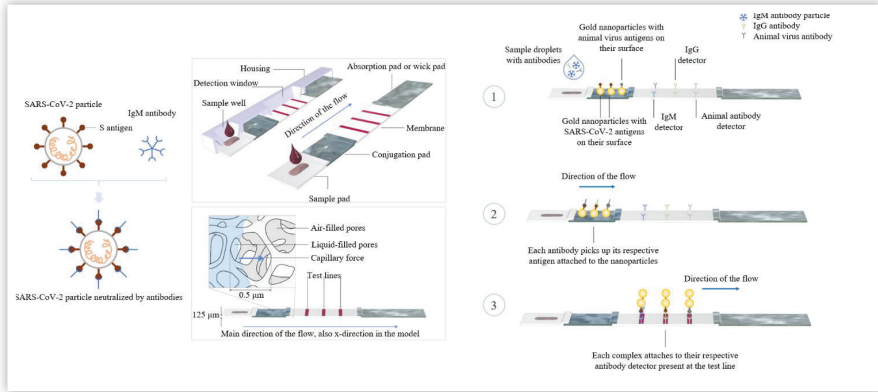 SARS-CoV-2 particle
IgM antibody
S antigen
SARS-CoV-2 particle neutralized by antibodies
Housing
Detection window
Sample well
Absorption pad or wick pad
Direction of the flow
Membrane
Conjugation pad
Sample pad
Air-filled pores
Liquid-filled pores
Capillary force
0.5 μm
Test lines
125 μm
Main direction of the flow, also x-direction in the model
IgM antibody particle
IgG antibody
Animal virus antibody
Sample droplets
with antibodies
Gold nanoparticles with
animal virus antigens on
their surface
IgG
detector
1
Gold nanoparticles with
SARS-CoV-2 antigens
on their surface
IgM
detector
Animal antibody
detector
Direction of the flow
2
Each antibody picks up its respective
antigen attached to the nanoparticles
Direction of the flow
3
Each complex attaches to their respective
antibody detector present at the test line